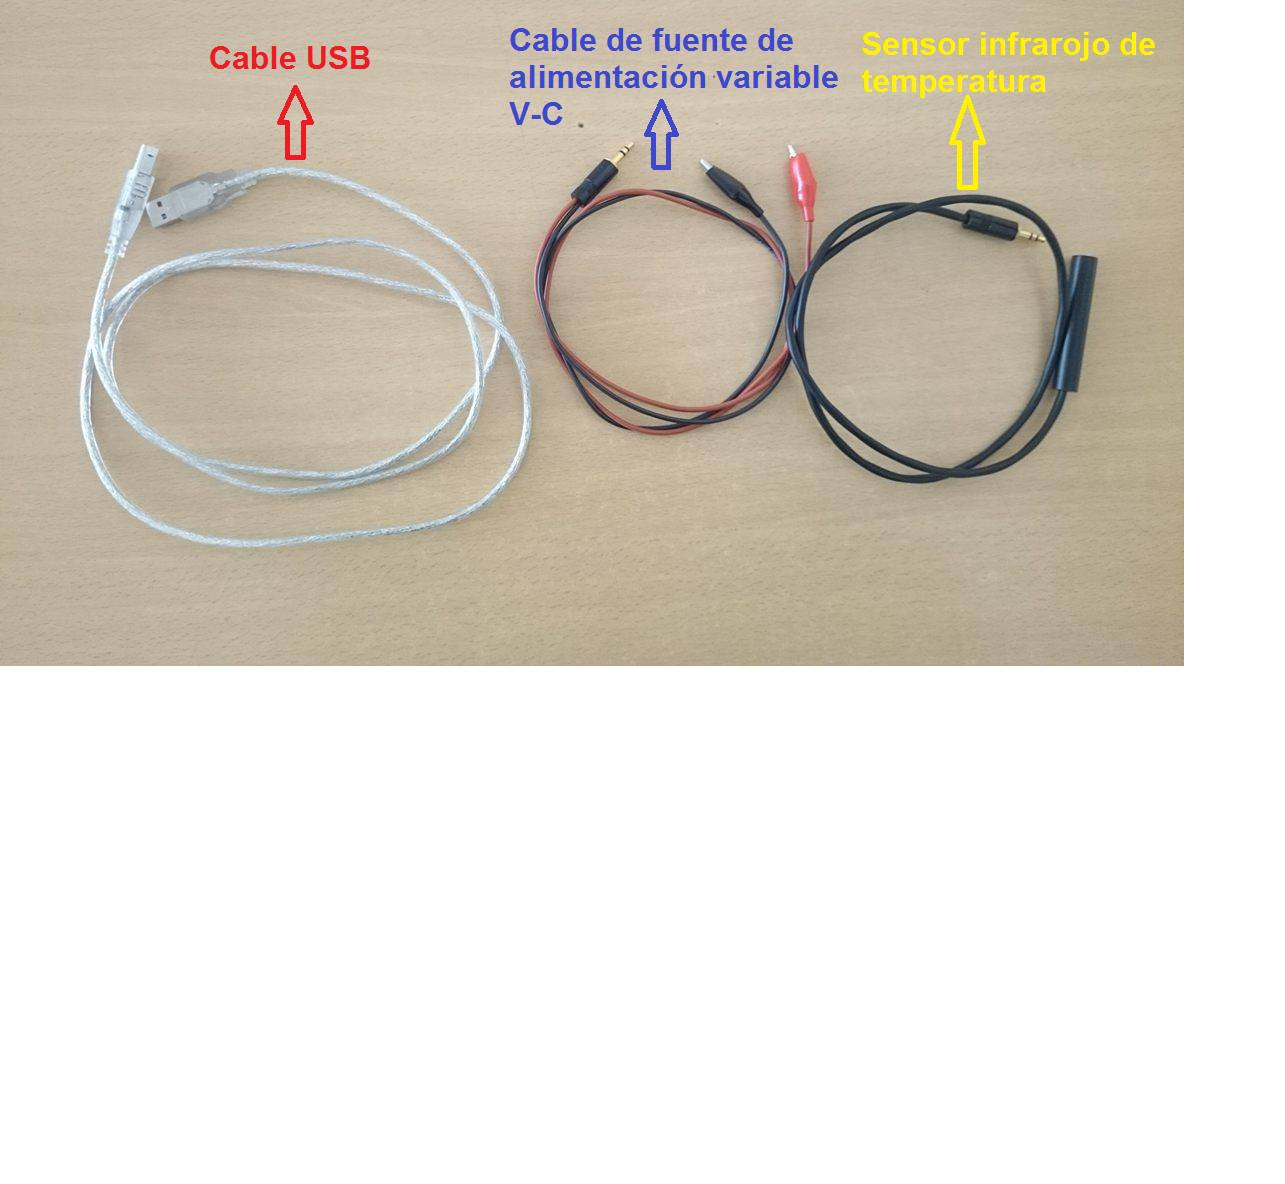 Cable USB
Cable de fuente de
alimentación variable
V-C
Sensor infrarojo de
temperatura